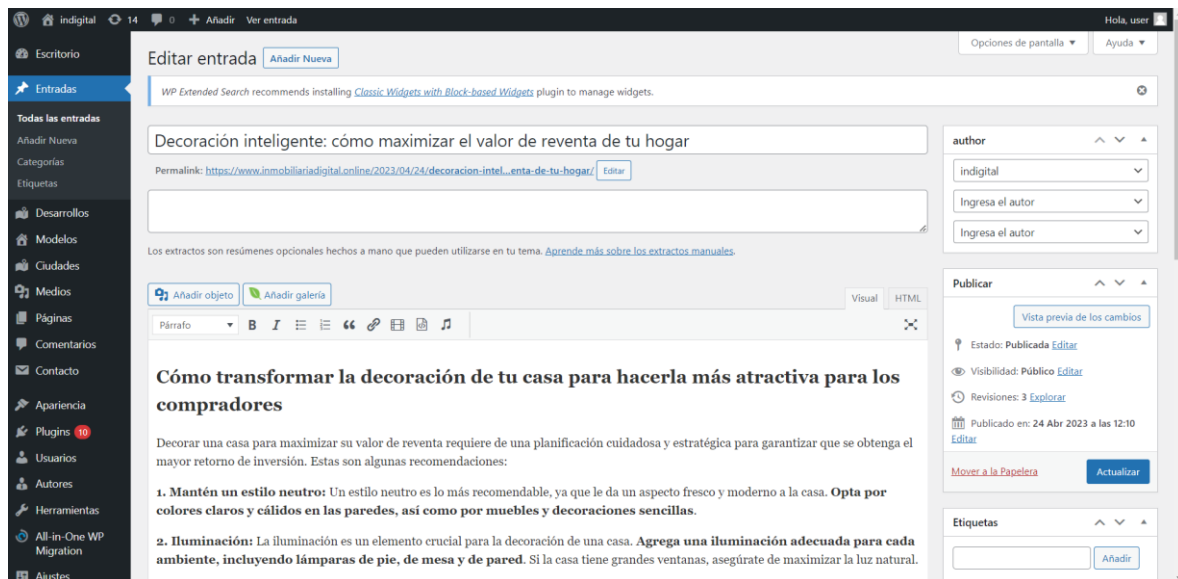 indigital 14 0 + Añadir Ver entrada Hola, user
Escritorio
Entradas
Todas las entradas
Añadir Nueva
Categorías
Etiquetas
Desarrollos
Modelos
Ciudades
Medios
Páginas
Comentarios
Contacto
Apariencia
Plugins 10
Usuarios
Autores
Herramientas
All-in-One WP
Migration
Ajustes
Opciones de pantalla ▼ Ayuda ▼
Editar entrada Añadir Nueva
WP Extended Search recommends installing Classic Widgets with Block-based Widgets plugin to manage widgets.
Decoración inteligente: cómo maximizar el valor de reventa de tu hogar
Permalink: https://www.inmobiliariadigital.online/2023/04/24/decoracion-intel...enta-de-tu-hogar/ Editar
Los extractos son resúmenes opcionales hechos a mano que pueden utilizarse en tu tema. Aprende más sobre los extractos manuales.
Añadir objeto Añadir galería
Visual HTML
Párrafo B I
Cómo transformar la decoración de tu casa para hacerla más atractiva para los
compradores
Decorar una casa para maximizar su valor de reventa requiere de una planificación cuidadosa y estratégica para garantizar que se obtenga el
mayor retorno de inversión. Estas son algunas recomendaciones:
1. Mantén un estilo neutro: Un estilo neutro es lo más recomendable, ya que le da un aspecto fresco y moderno a la casa. Opta por
colores claros y cálidos en las paredes, así como por muebles y decoraciones sencillas.
2. Iluminación: La iluminación es un elemento crucial para la decoración de una casa. Agrega una iluminación adecuada para cada
ambiente, incluyendo lámparas de pie, de mesa y de pared. Si la casa tiene grandes ventanas, asegúrate de maximizar la luz natural.
author
indigital
Ingresa el autor
Ingresa el autor
Publicar
Vista previa de los cambios
Estado: Publicada Editar
Visibilidad: Público Editar
Revisiones: 3 Explorar
Publicado en: 24 Abr 2023 a las 12:10
Editar
Mover a la Papelera Actualizar
Etiquetas
Añadir